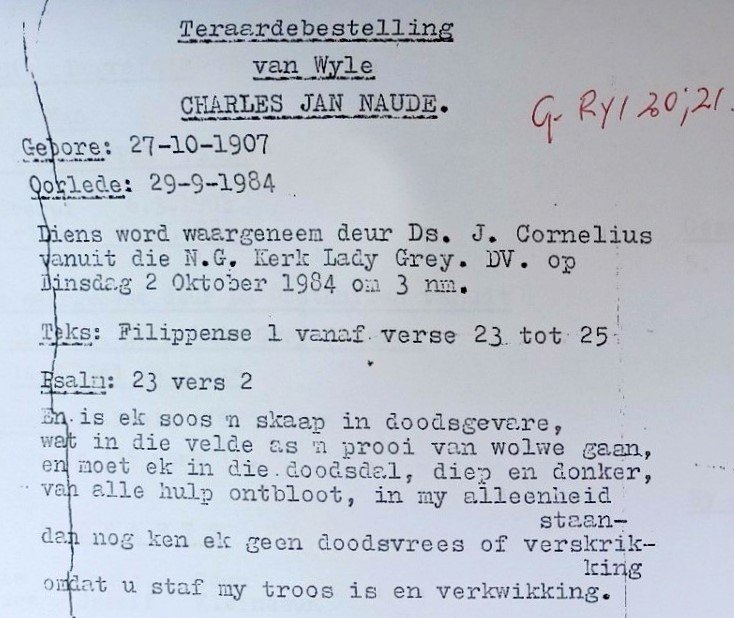 Teraardebestelling
van Wyle
CHARLES JAN NAUDE.
G. RYI 20;21.
Gebore: 27-10-1907
Oorlede: 29-9-1984
Diens word waargeneem deur Ds. J. Cornelius
vanuit die N.G. Kerk Lady Grey. DV. op
Dinsdag 2 Oktober 1984 om 3 nm.
Teks: Filippense 1 vanaf verse 23 tot 25
Psalm: 23 vers 2
En is ek soos 'n skaap in doodsgevare,
wat in die velde as 'n prooi van wolwe gaan,
en moet ek in die doodsdal, diep en donker,
van alle hulp ontbloot, in my alleenheid
staan-
dan nog ken ek geen doodsvrees of verskrik-
king
omdat u staf my troos is en verkwikking.